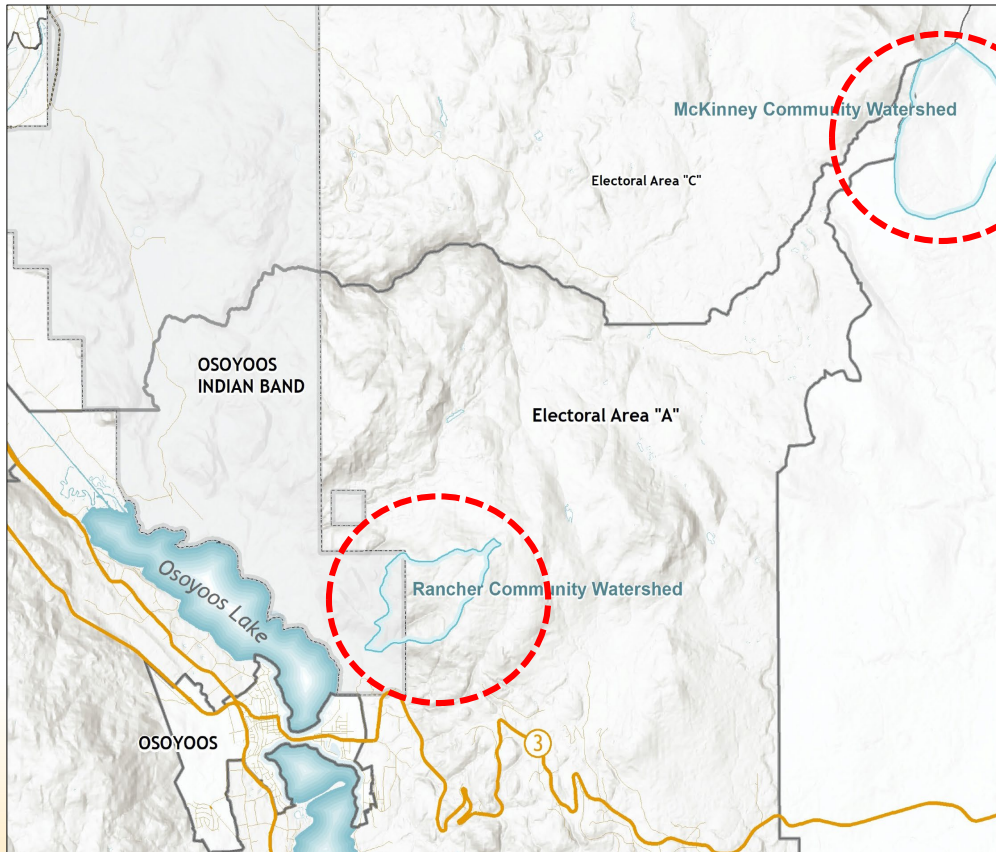 McKinney Community Watershed
Electoral Area "C"
OSOYOOS
INDIAN BAND
Electoral Area "A"
Osoyoos Lake
Rancher Community Watershed
OSOYOOS
3